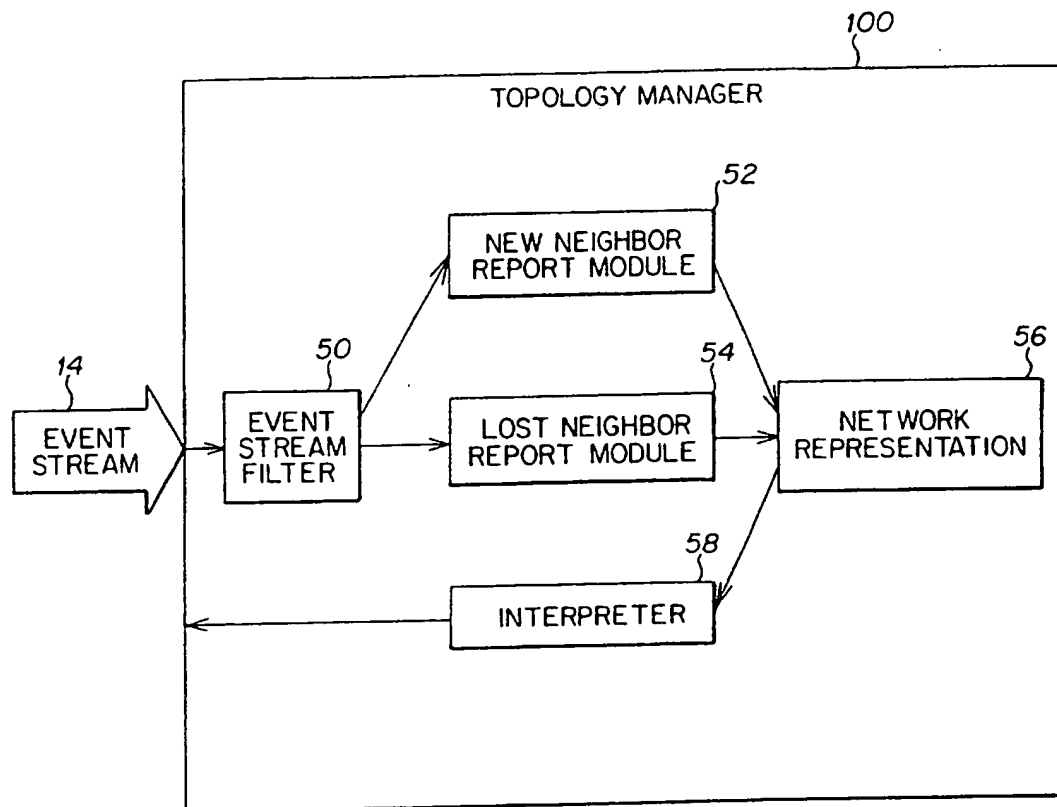 100
TOPOLOGY MANAGER
52
NEW NEIGHBOR
REPORT MODULE
14
EVENT
STREAM
50
EVENT
STREAM
FILTER
54
LOST NEIGHBOR
REPORT MODULE
56
NETWORK
REPRESENTATION
58
INTERPRETER